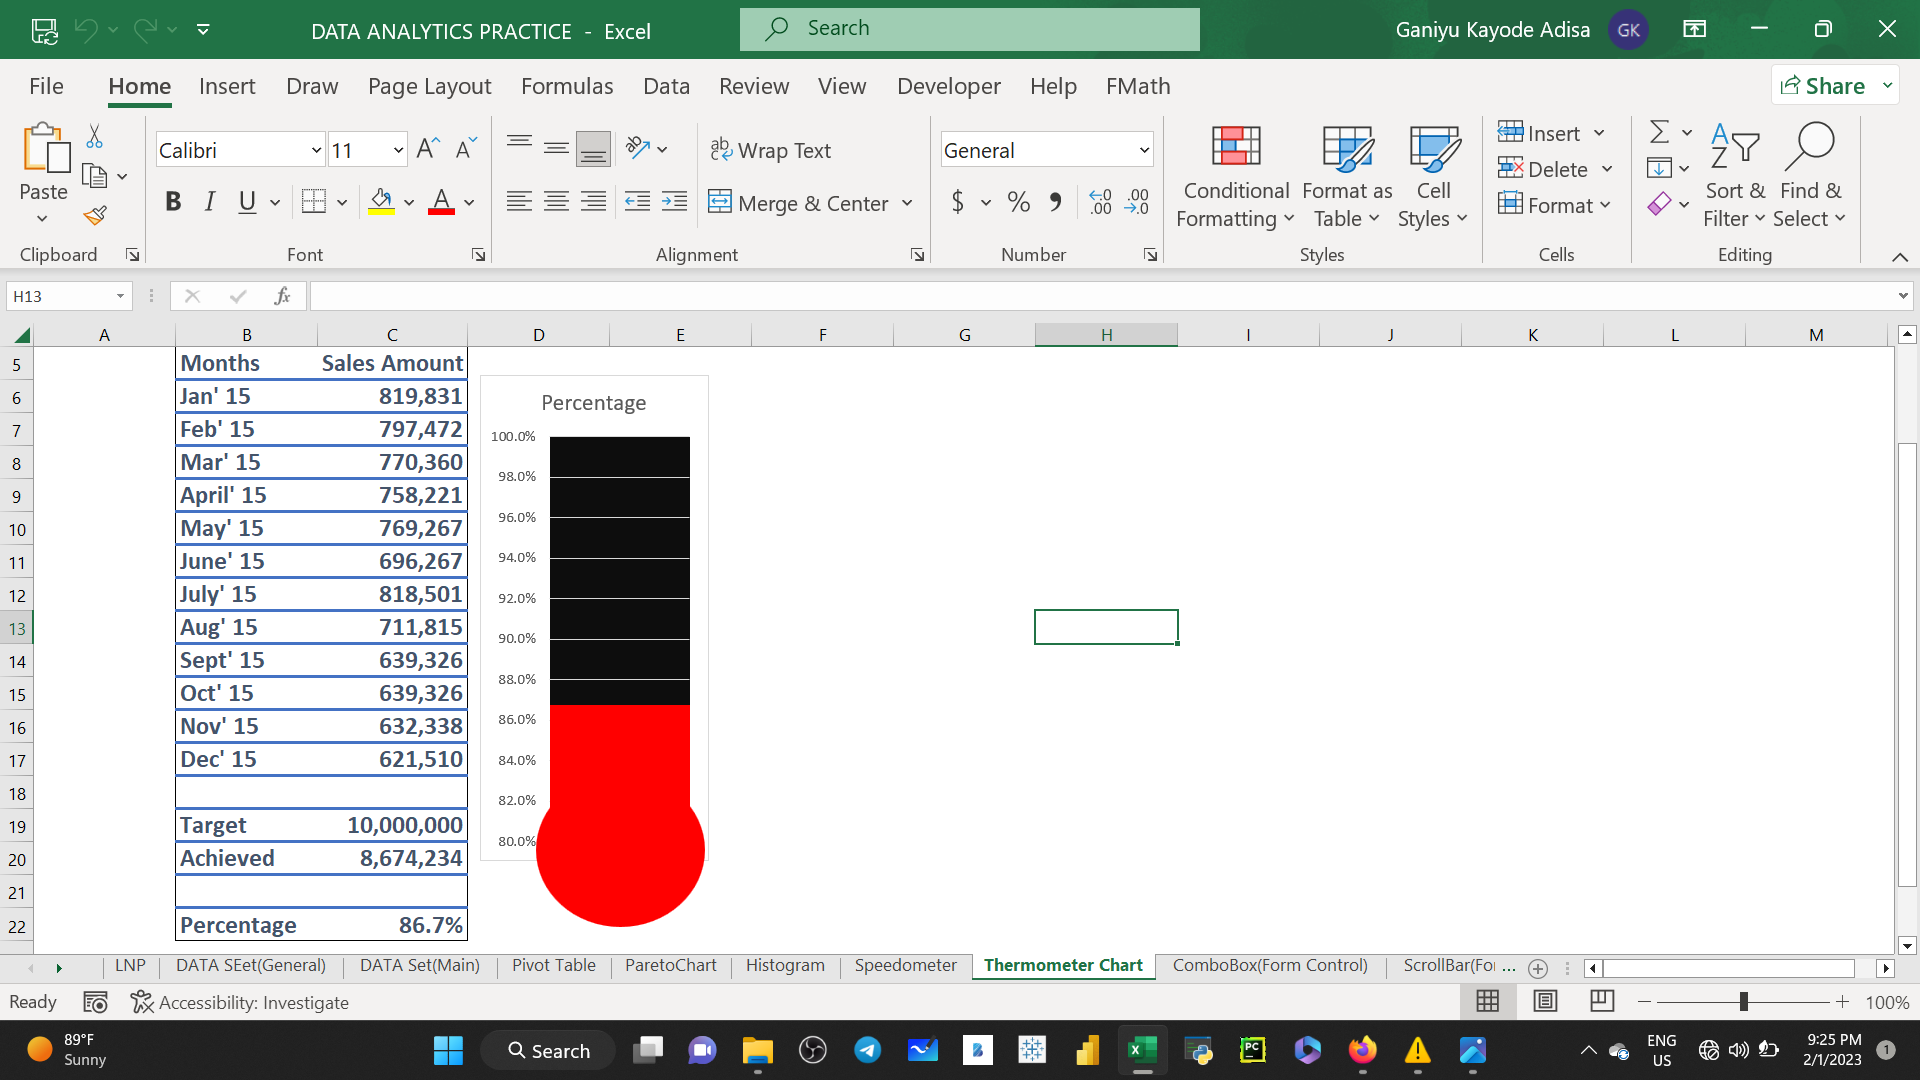 DATA ANALYTICS PRACTICE - Excel
Search
Ganiyu Kayode Adisa
GK
File Home Insert Draw Page Layout Formulas Data Review View Developer Help FMath
Share
Paste
Clipboard
Calibri 11
B I U
Font
Wrap Text
Merge & Center
Alignment
General
$ % , .00
Number
Conditional Formatting
Format as Table
Cell Styles
Styles
Insert
Delete
Format
Cells
Sort & Filter
Find & Select
Editing
H13
fx
A B C D E F G H I J K L M
5 Months Sales Amount
6 Jan' 15 819,831
7 Feb' 15 797,472
8 Mar' 15 770,360
9 April' 15 758,221
10 May' 15 769,267
11 June' 15 696,267
12 July' 15 818,501
13 Aug' 15 711,815
14 Sept' 15 639,326
15 Oct' 15 639,326
16 Nov' 15 632,338
17 Dec' 15 621,510
18
19 Target 10,000,000
20 Achieved 8,674,234
21
22 Percentage 86.7%
Percentage
100.0%
98.0%
96.0%
94.0%
92.0%
90.0%
88.0%
86.0%
84.0%
82.0%
80.0%
LNP DATA SEet(General) DATA Set(Main) Pivot Table ParetoChart Histogram Speedometer Thermometer Chart ComboBox(Form Control) ScrollBar(For ...
Ready Accessibility: Investigate 100%
89°F
Sunny
Search
ENG
US
9:25 PM
2/1/2023
1